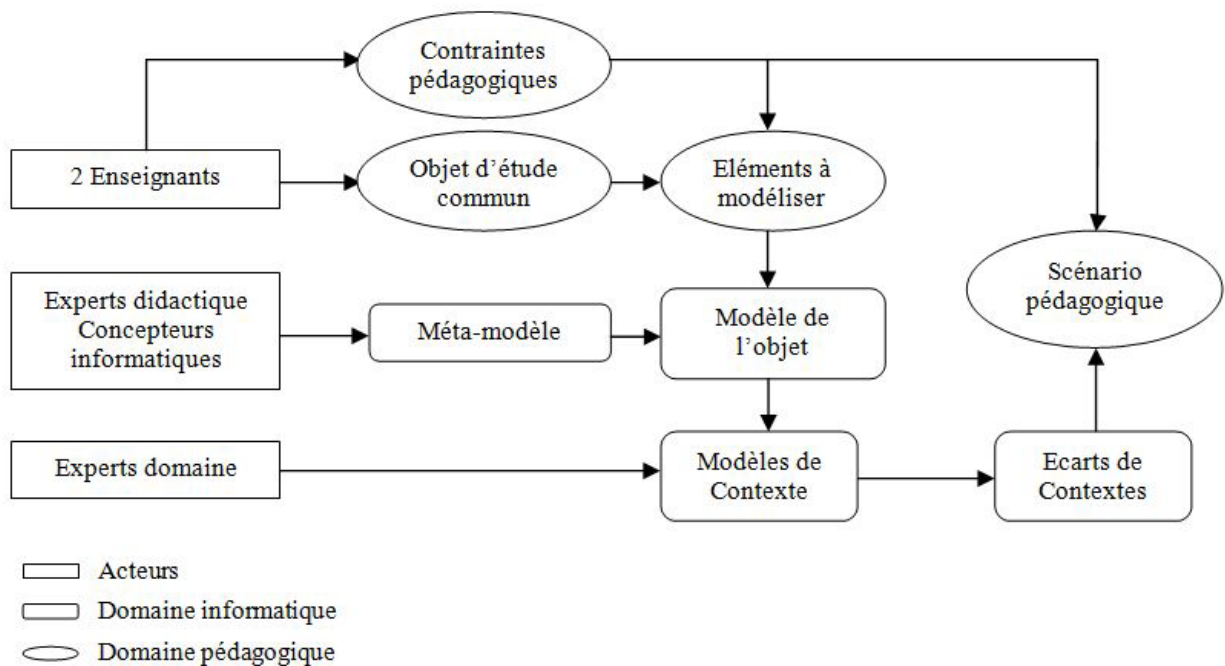 Contraintes
pédagogiques
2 Enseignants
Objet d’étude
commun
Eléments à
modéliser
Scénario
pédagogique
Experts didactique
Concepteurs
informatiques
Méta-modèle
Modèle de
l’objet
Experts domaine
Modèles de
Contexte
Ecarts de
Contextes
Acteurs
Domaine informatique
Domaine pédagogique